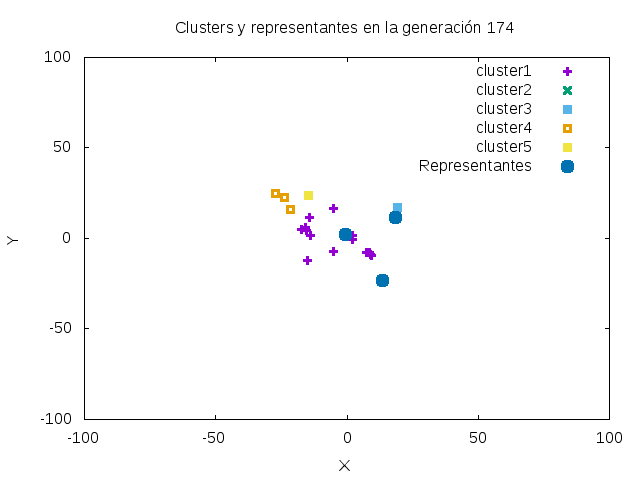 Clusters y representantes en la generación 174
100
50
0
-50
-100
-100
-50
0
50
100
Y
X
cluster1
cluster2
cluster3
cluster4
cluster5
Representantes